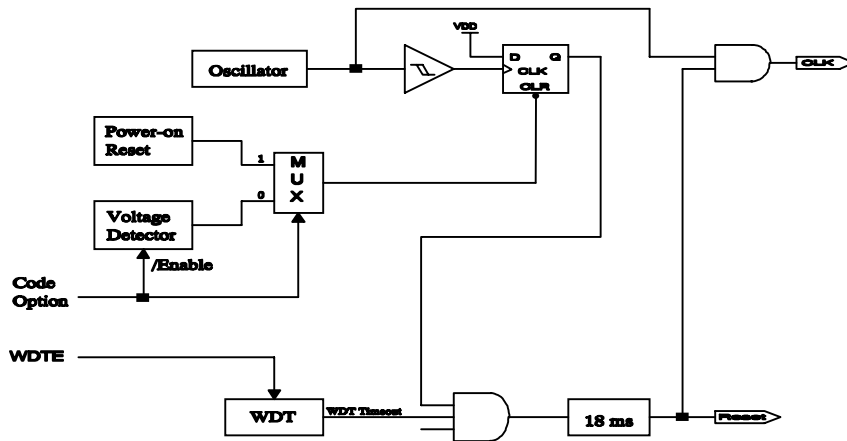 VDD
Oscillator
D Q
CLK
CLR
CLK
Power-on
Reset
1
M
U
X
0
Voltage
Detector
/Enable
Code
Option
WDTE
WDT
WDT Timeout
18 ms
Reset